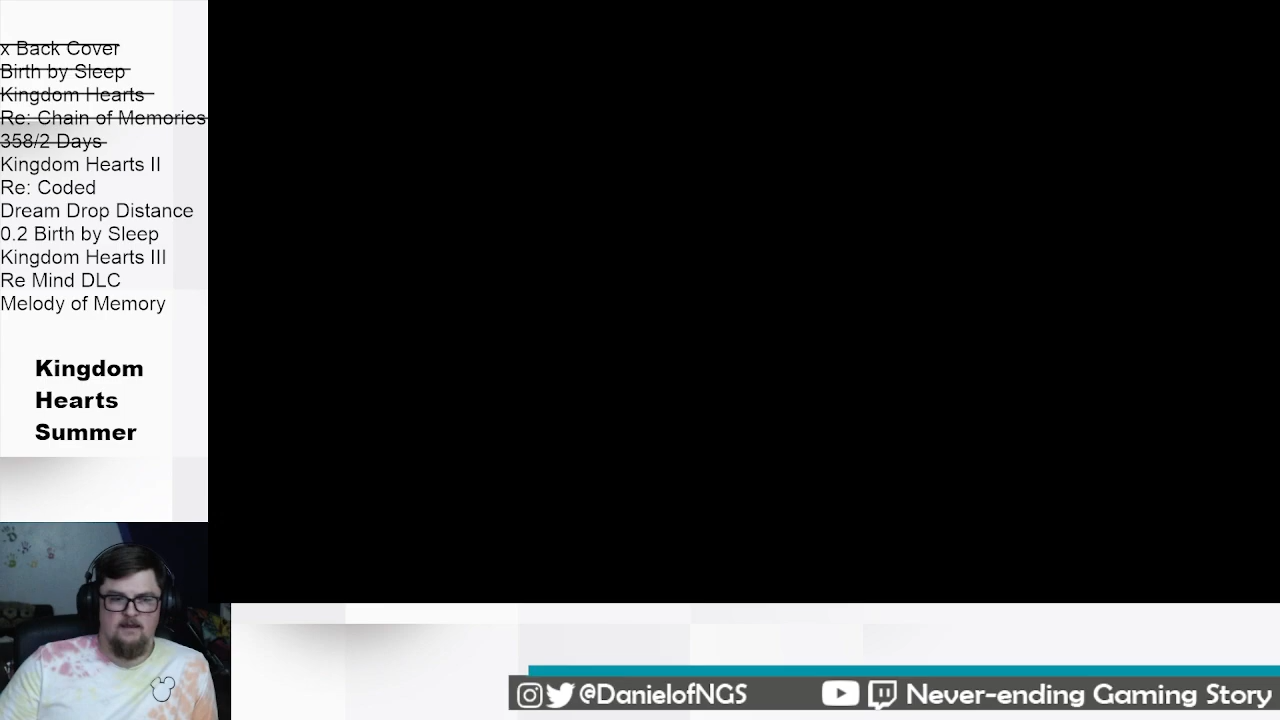 x Back Cover
Birth by Sleep
Kingdom Hearts
Re: Chain of Memories
358/2 Days
Kingdom Hearts II
Re: Coded
Dream Drop Distance
0.2 Birth by Sleep
Kingdom Hearts III
Re Mind DLC
Melody of Memory
Kingdom
Hearts
Summer
@DanielofNGS
Never-ending Gaming Story